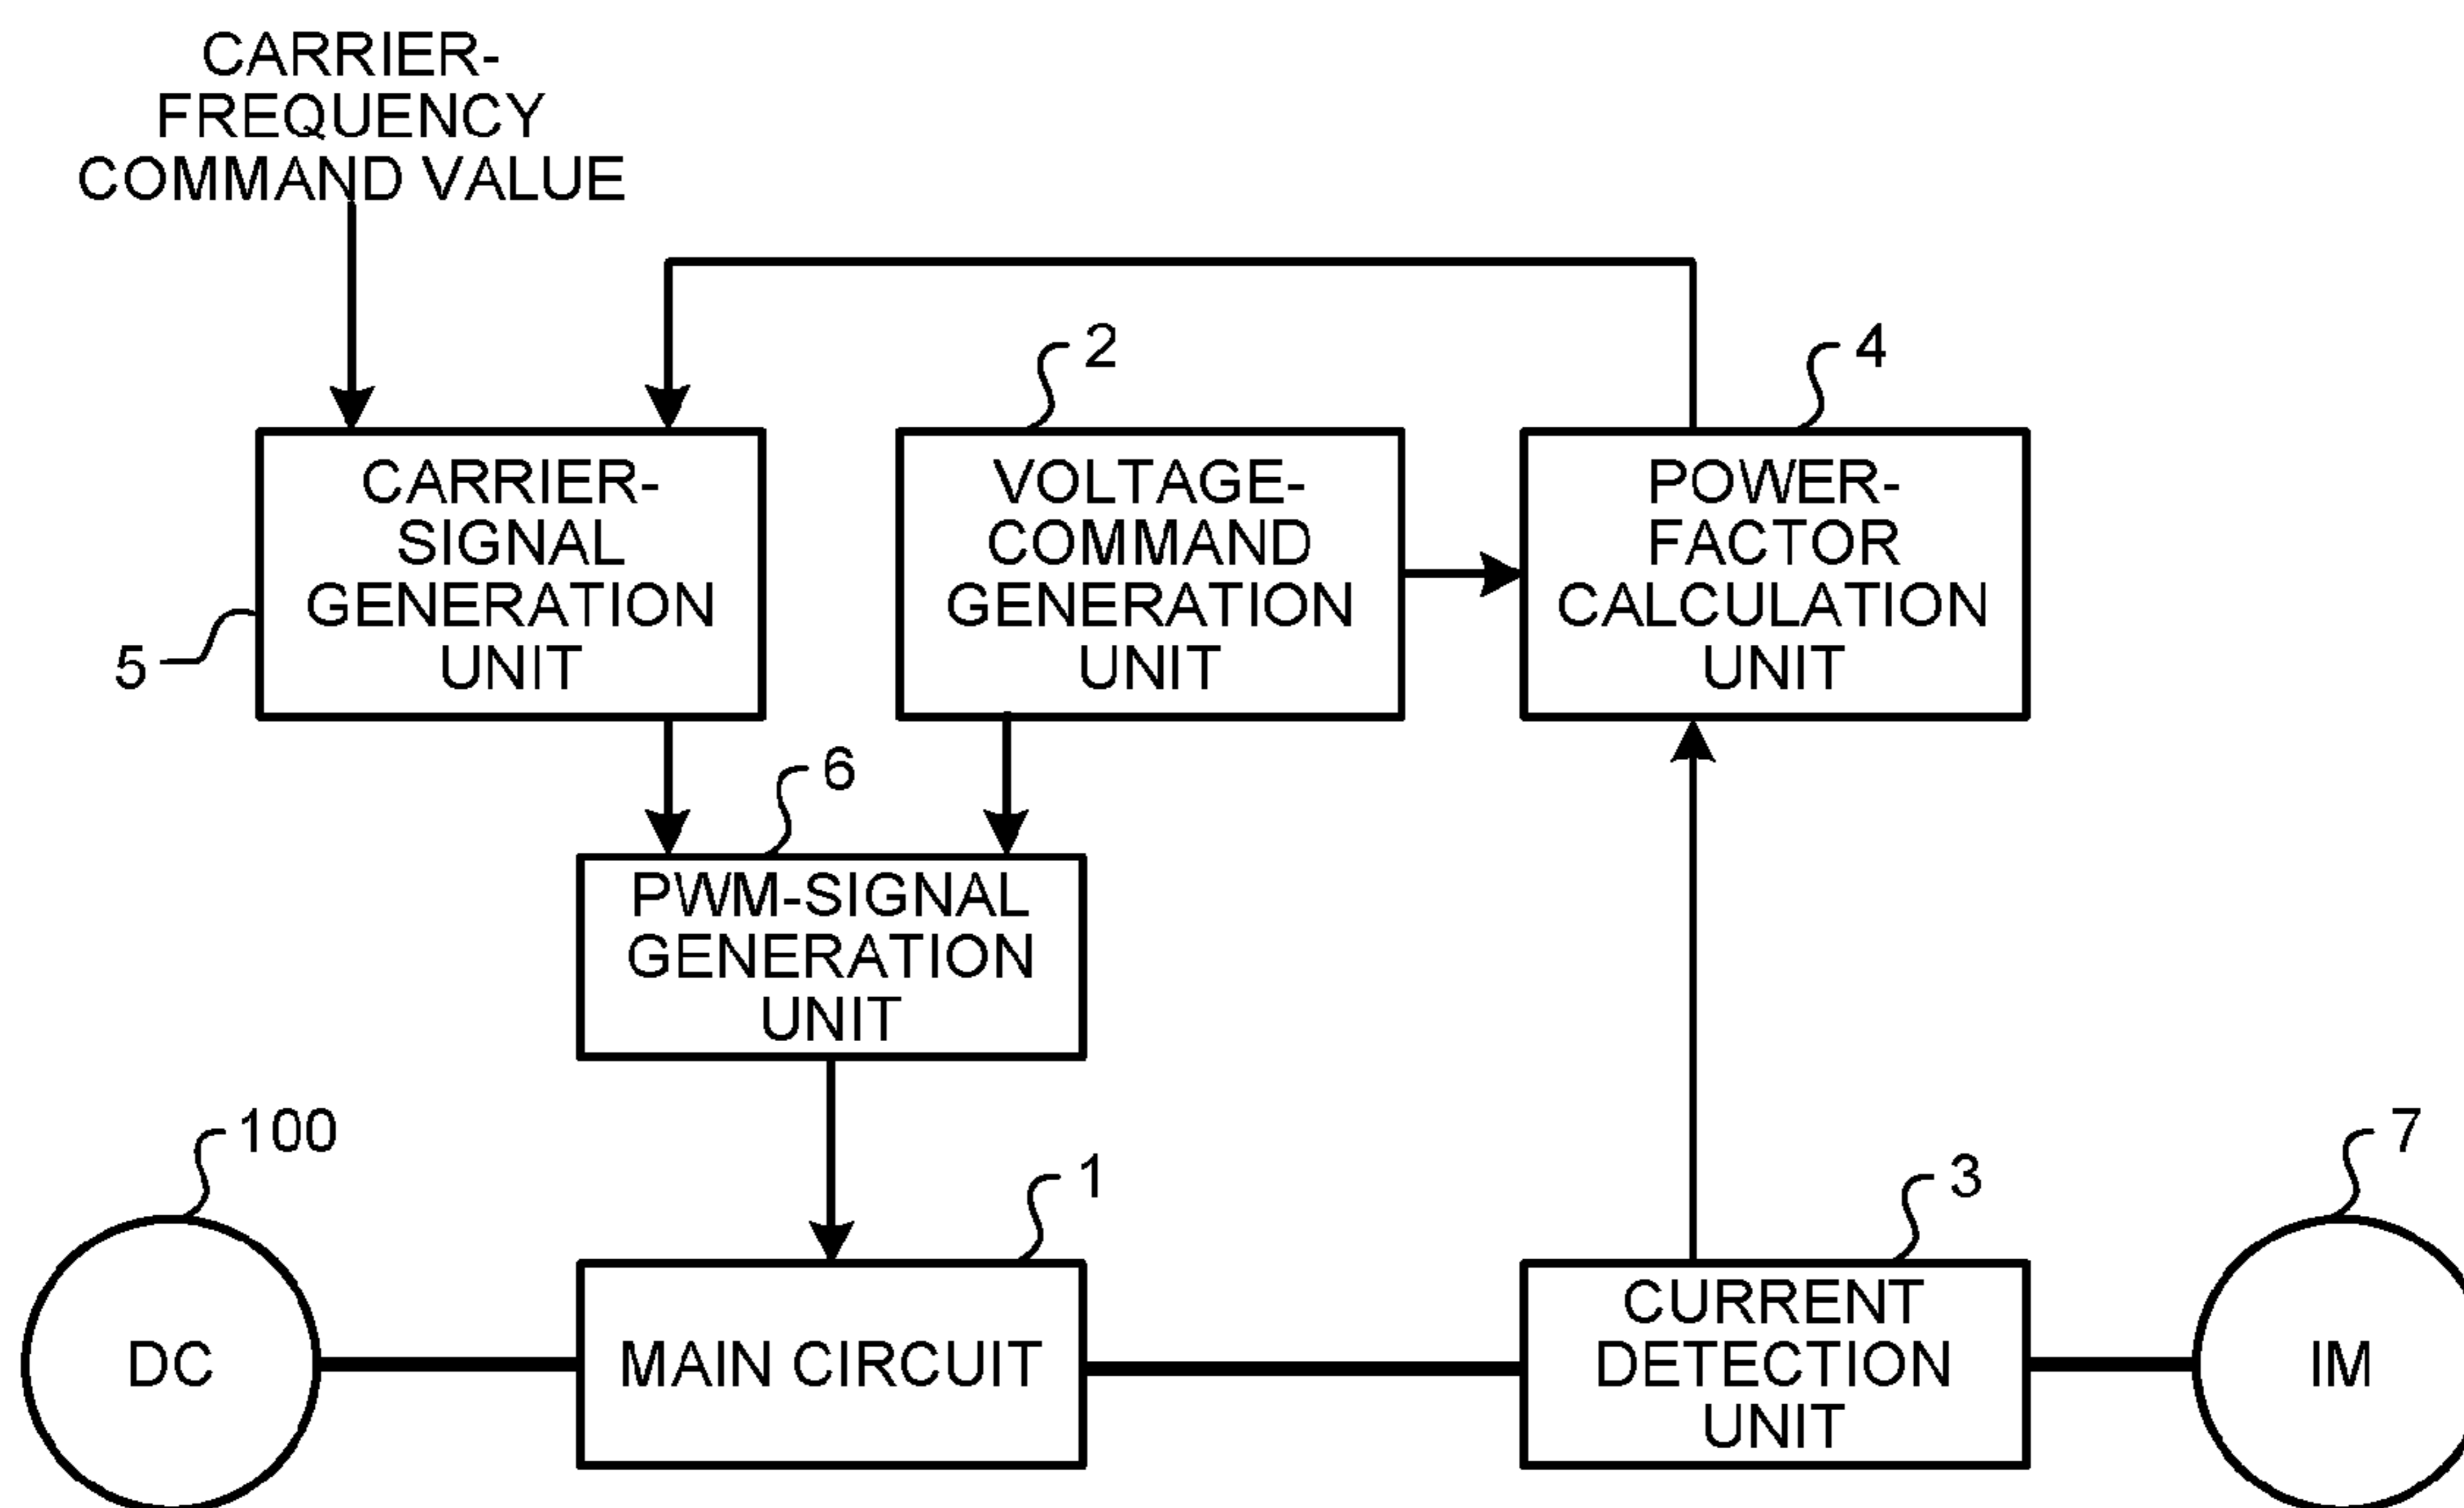 CARRIER-
FREQUENCY
COMMAND VALUE
2
4
CARRIER-
SIGNAL
GENERATION
UNIT
5
VOLTAGE-
COMMAND
GENERATION
UNIT
POWER-
FACTOR
CALCULATION
UNIT
6
PWM-SIGNAL
GENERATION
UNIT
100
1
3
7
DC
MAIN CIRCUIT
CURRENT
DETECTION
UNIT
IM